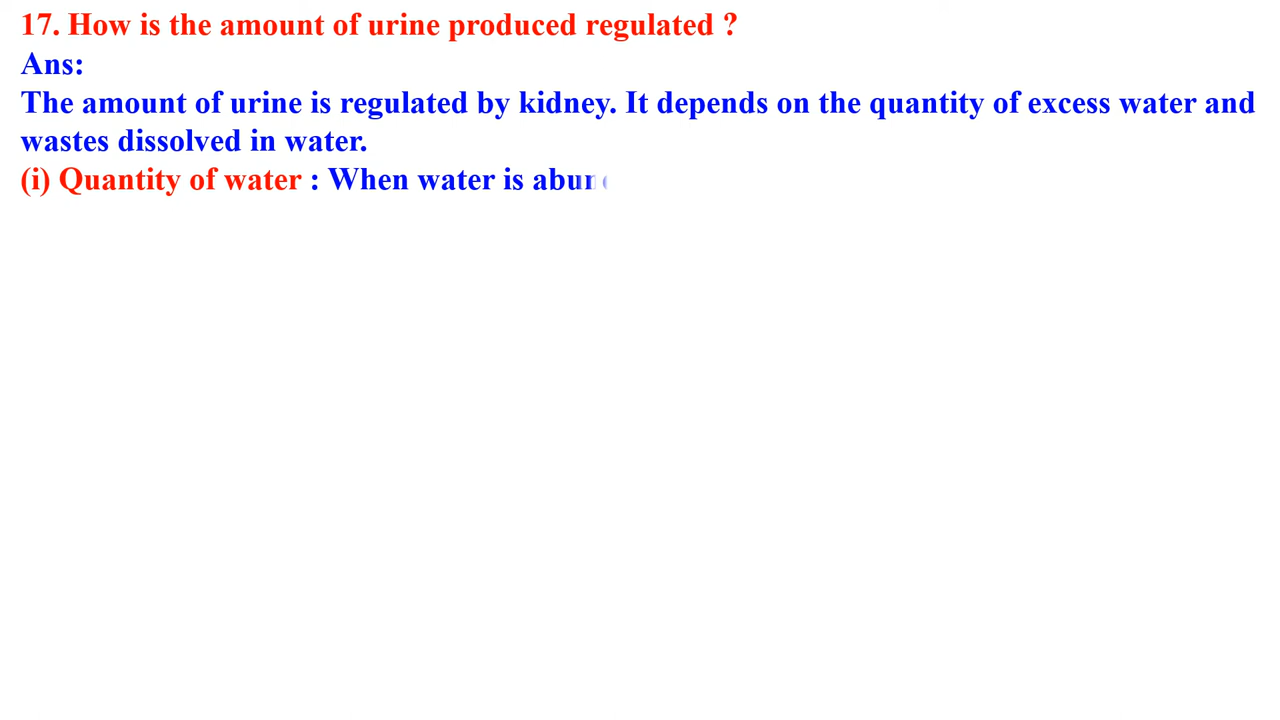 17. How is the amount of urine produced regulated ?
Ans:
The amount of urine is regulated by kidney. It depends on the quantity of excess water and
wastes dissolved in water.
(i) Quantity of water : When water is